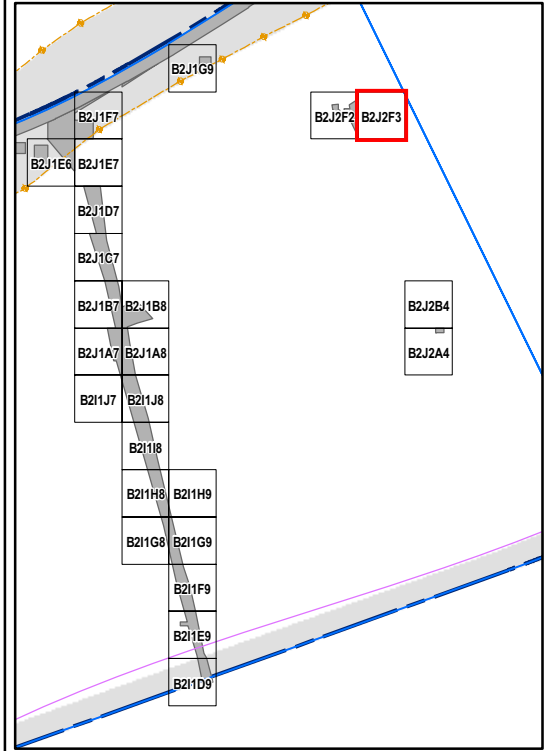 B2J1G9
B2J1F7
B2J2F2 B2J2F3
B2J1E6 B2J1E7
B2J1D7
B2J1C7
B2J1B7 B2J1B8 B2J2B4
B2J1A7 B2J1A8 B2J2A4
B2I1J7 B2I1J8
B2I1I8
B2I1H8 B2I1H9
B2I1G8 B2I1G9
B2I1F9
B2I1E9
B2I1D9